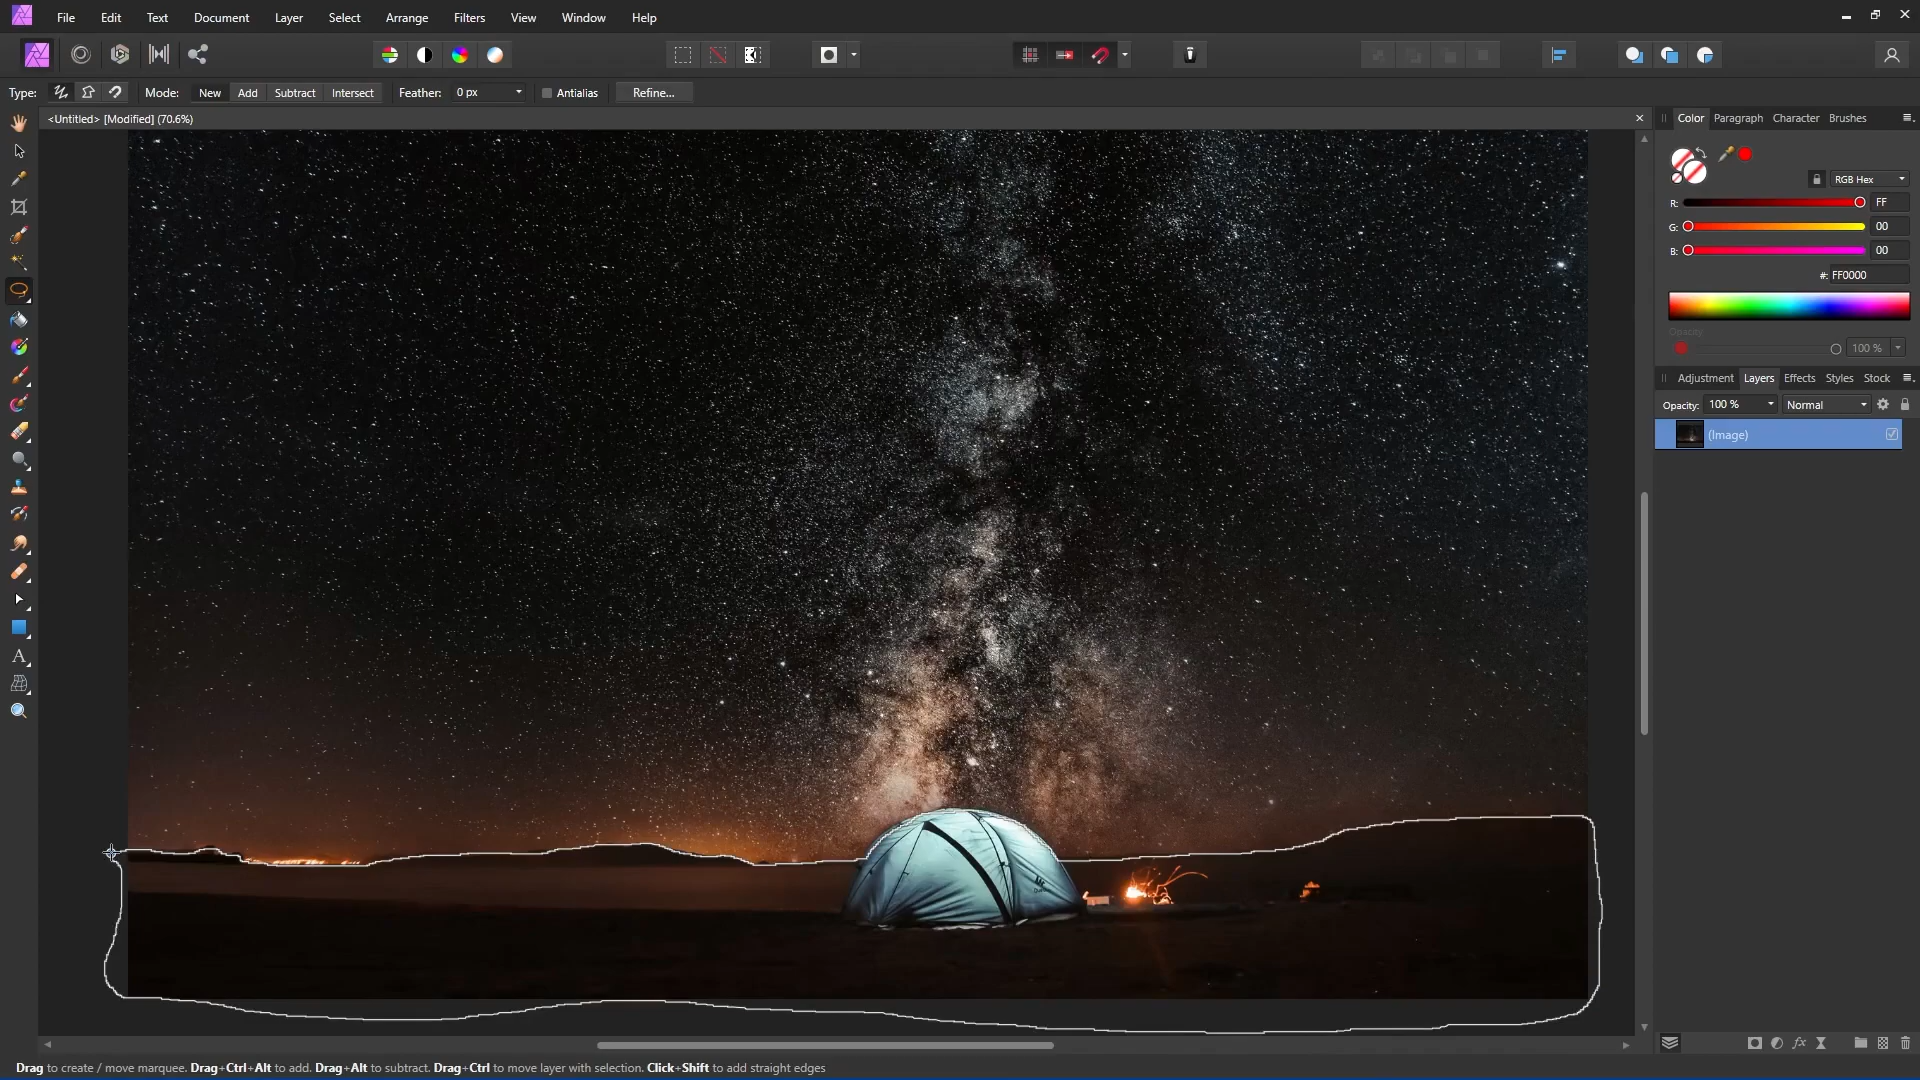 File Edit Text Document Layer Select Arrange Filters View Window Help
Type: Mode: New Add Subtract Intersect Feather: 0 px Antialias Refine...
<Untitled> [Modified] (70.6%)
Color Paragraph Character Brushes
RGB Hex
R: FF
G: 00
B: 00
#: FF0000
Opacity
100 %
Adjustment Layers Effects Styles Stock
Opacity: 100 % Normal
(Image)
fx
Drag to create / move marquee. Drag+Ctrl+Alt to add. Drag+Alt to subtract. Drag+Ctrl to move layer with selection. Click+Shift to add straight edges